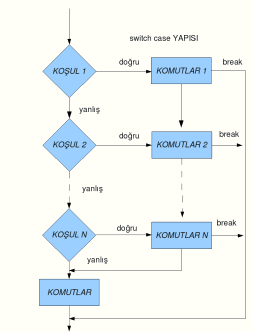 switch case YAPISI
KOŞUL 1
doğru
KOMUTLAR 1
break
yanlış
KOŞUL 2
doğru
KOMUTLAR 2
break
yanlış
KOŞUL N
doğru
KOMUTLAR N
break
yanlış
KOMUTLAR